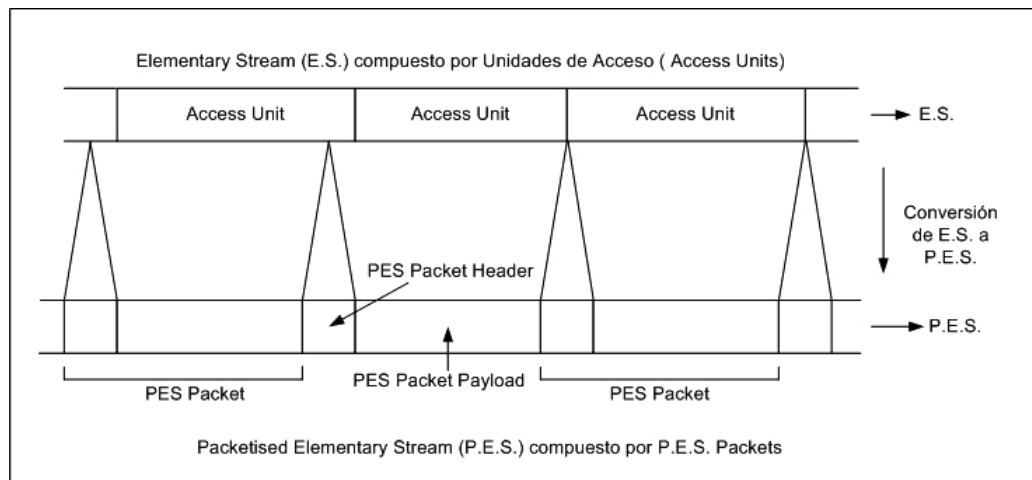 Elementary Stream (E.S.) compuesto por Unidades de Acceso ( Access Units)
Access Unit
Access Unit
Access Unit
E.S.
Conversión
de E.S. a
P.E.S.
PES Packet Header
P.E.S.
PES Packet
PES Packet Payload
PES Packet
Packetised Elementary Stream (P.E.S.) compuesto por P.E.S. Packets